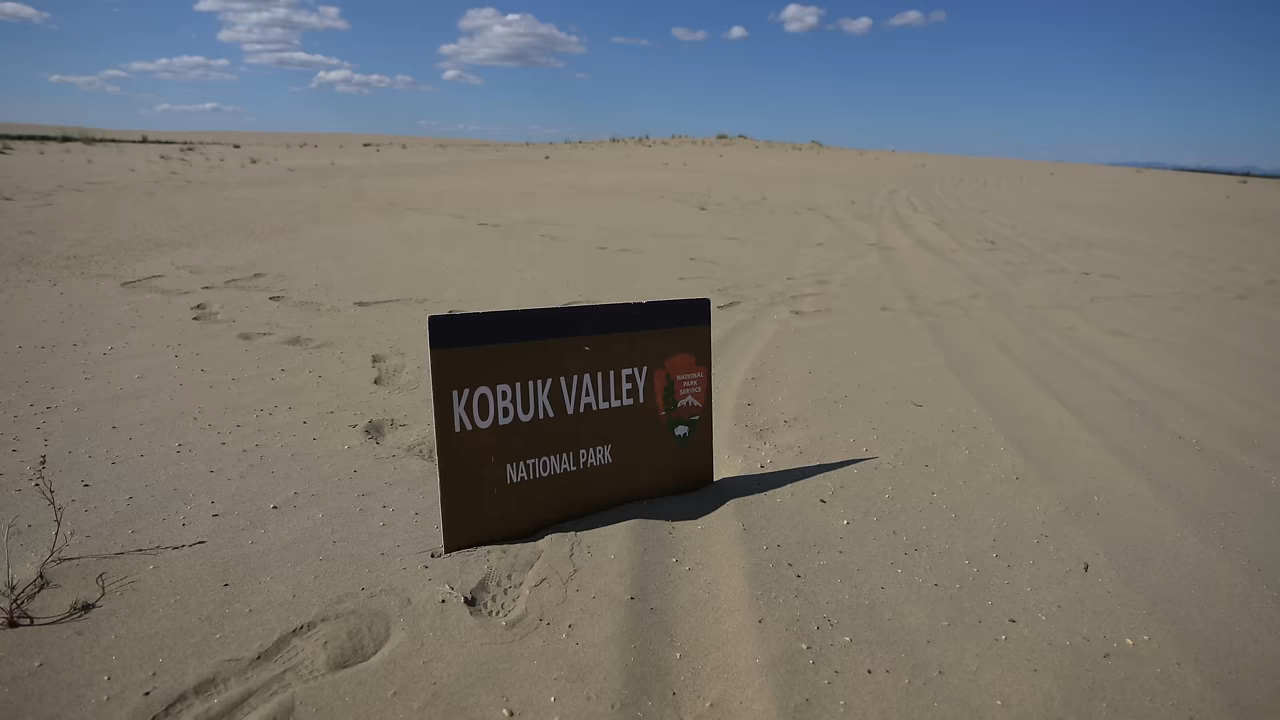 KOBUK VALLEY
NATIONAL
PARK
SERVICE
NATIONAL PARK